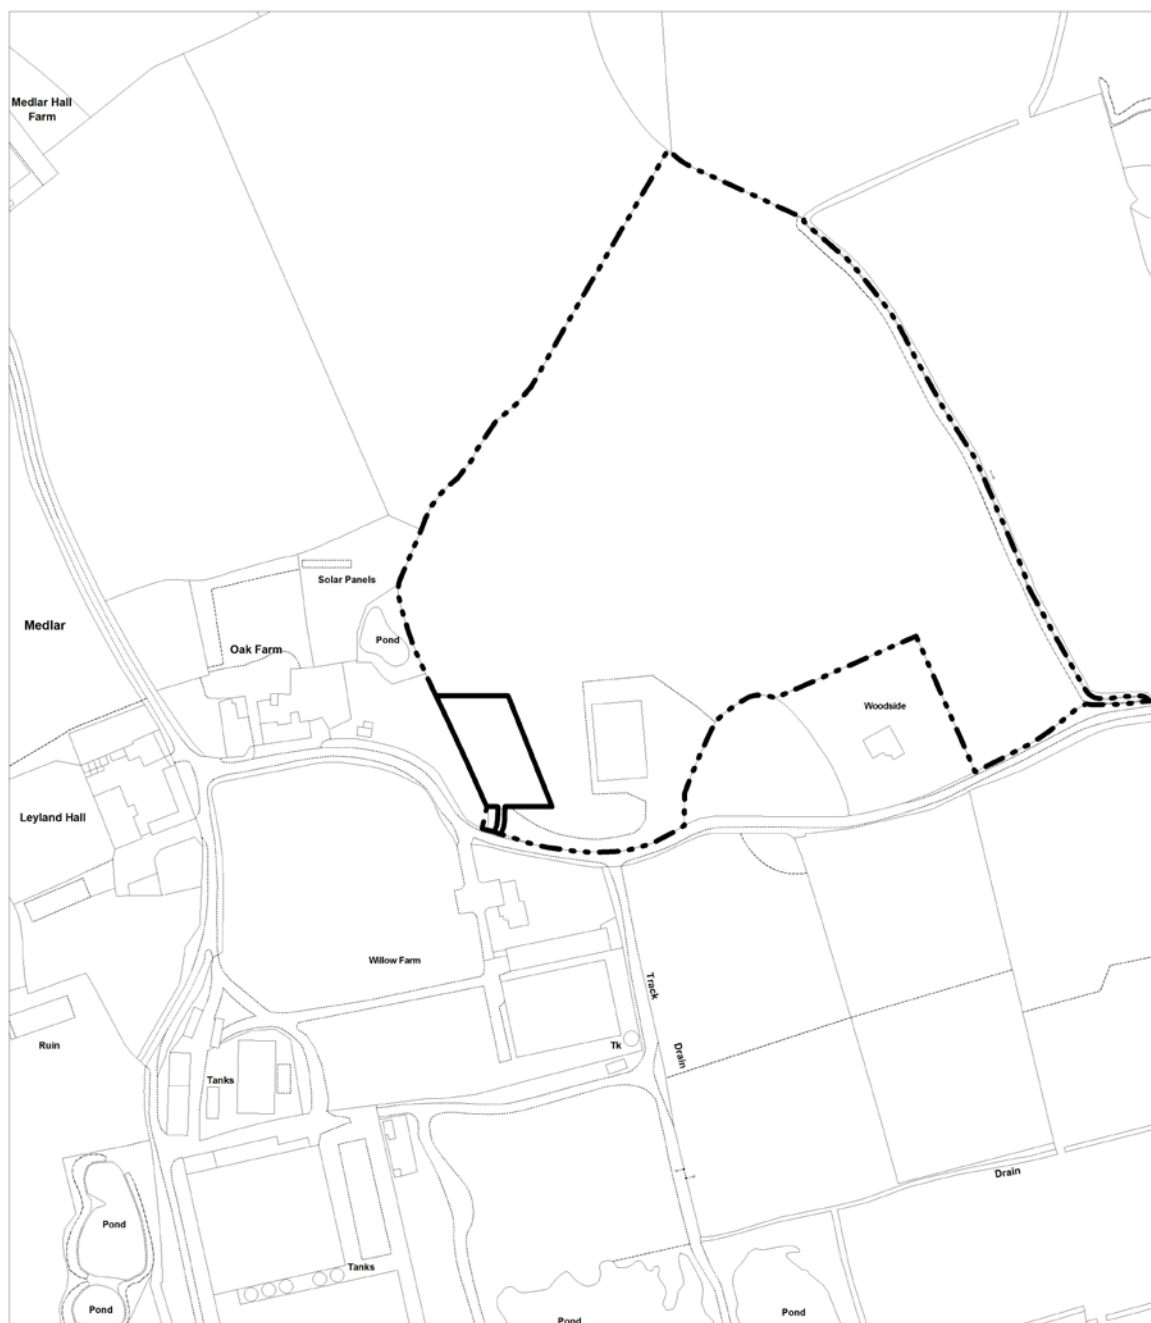 Medlar Hall
Farm
Solar Panels
Medlar
Pond
Oak Farm
Woodside
Leyland Hall
Willow Farm
Track
Ruin
Tk
Drain
Tanks
Drain
Pond
Tanks
Pond
Pond
Pond